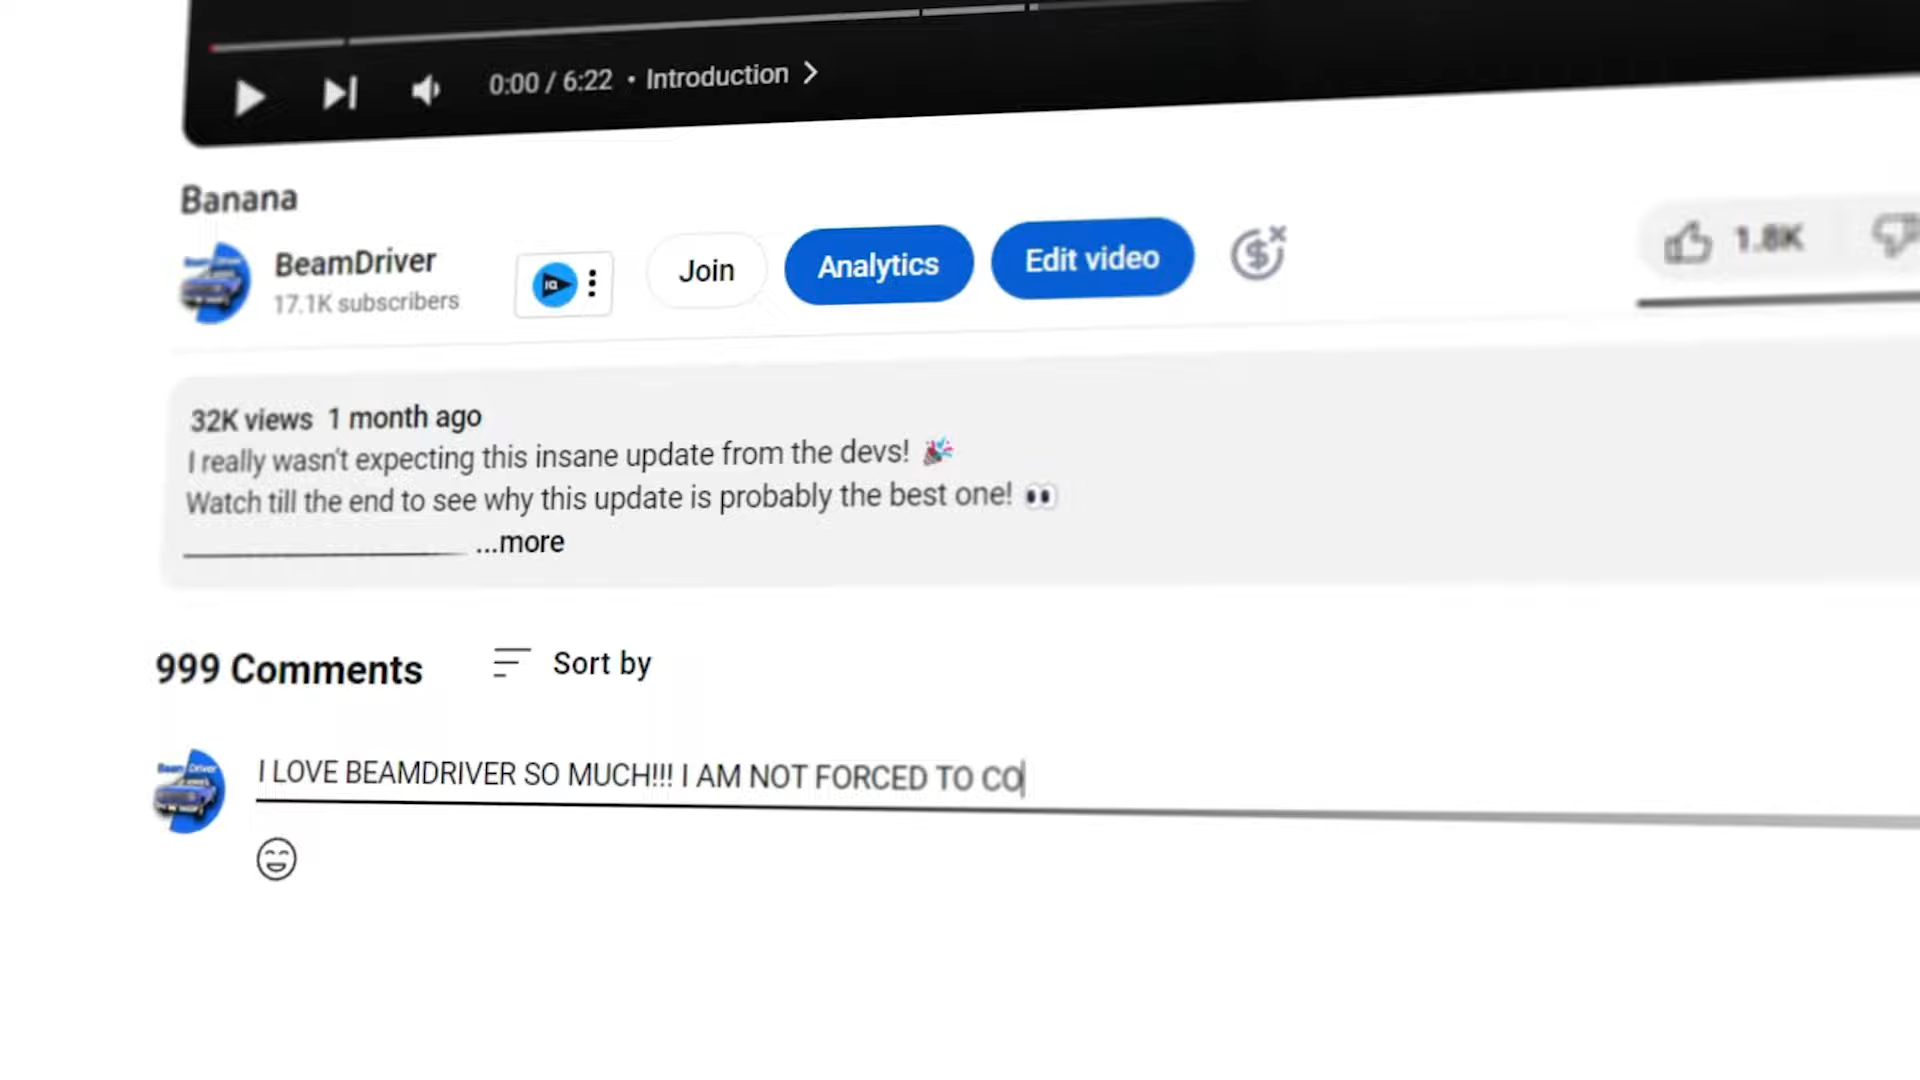 0:00 / 6:22 • Introduction
Banana
BeamDriver
17.1K subscribers
IQ
Join
Analytics
Edit video
1.8K
32K views 1 month ago
I really wasn't expecting this insane update from the devs! 🎉
Watch till the end to see why this update is probably the best one! 👀
...more
999 Comments
Sort by
Beam Driver
I LOVE BEAMDRIVER SO MUCH!!! I AM NOT FORCED TO CO